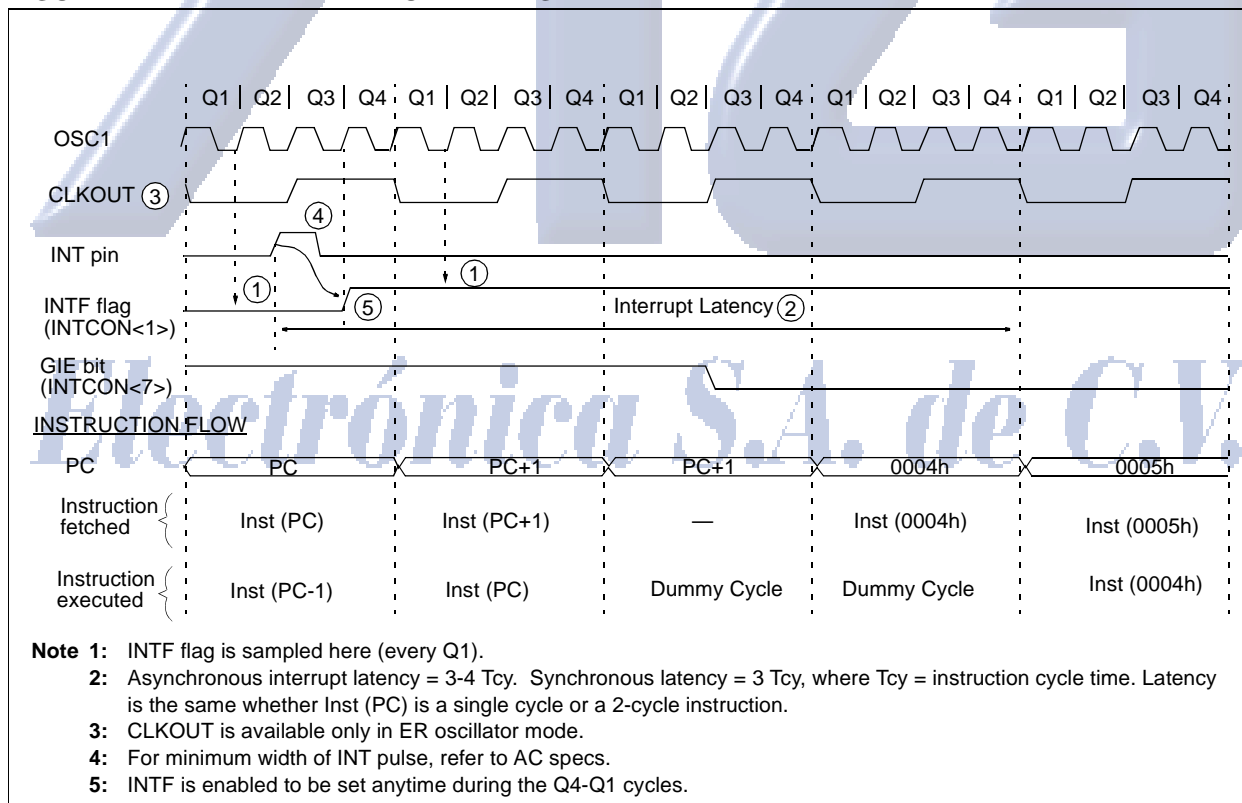 Q1 | Q2 | Q3 | Q4 Q1 | Q2 | Q3 | Q4 Q1 | Q2 | Q3 | Q4 Q1 | Q2 | Q3 | Q4 Q1 | Q2 | Q3 | Q4
OSC1
CLKOUT 3
4
INT pin
1 1
INTF flag
(INTCON<1>)
5
Interrupt Latency 2
GIE bit
(INTCON<7>)
Electrónica S.A. de C.V.
INSTRUCTION FLOW
PC PC PC+1 PC+1 0004h 0005h
Instruction
fetched
Inst (PC) Inst (PC+1) — Inst (0004h) Inst (0005h)
Instruction
executed
Inst (PC-1) Inst (PC) Dummy Cycle Dummy Cycle Inst (0004h)
Note 1: INTF flag is sampled here (every Q1).
2: Asynchronous interrupt latency = 3-4 Tcy. Synchronous latency = 3 Tcy, where Tcy = instruction cycle time. Latency
is the same whether Inst (PC) is a single cycle or a 2-cycle instruction.
3: CLKOUT is available only in ER oscillator mode.
4: For minimum width of INT pulse, refer to AC specs.
5: INTF is enabled to be set anytime during the Q4-Q1 cycles.